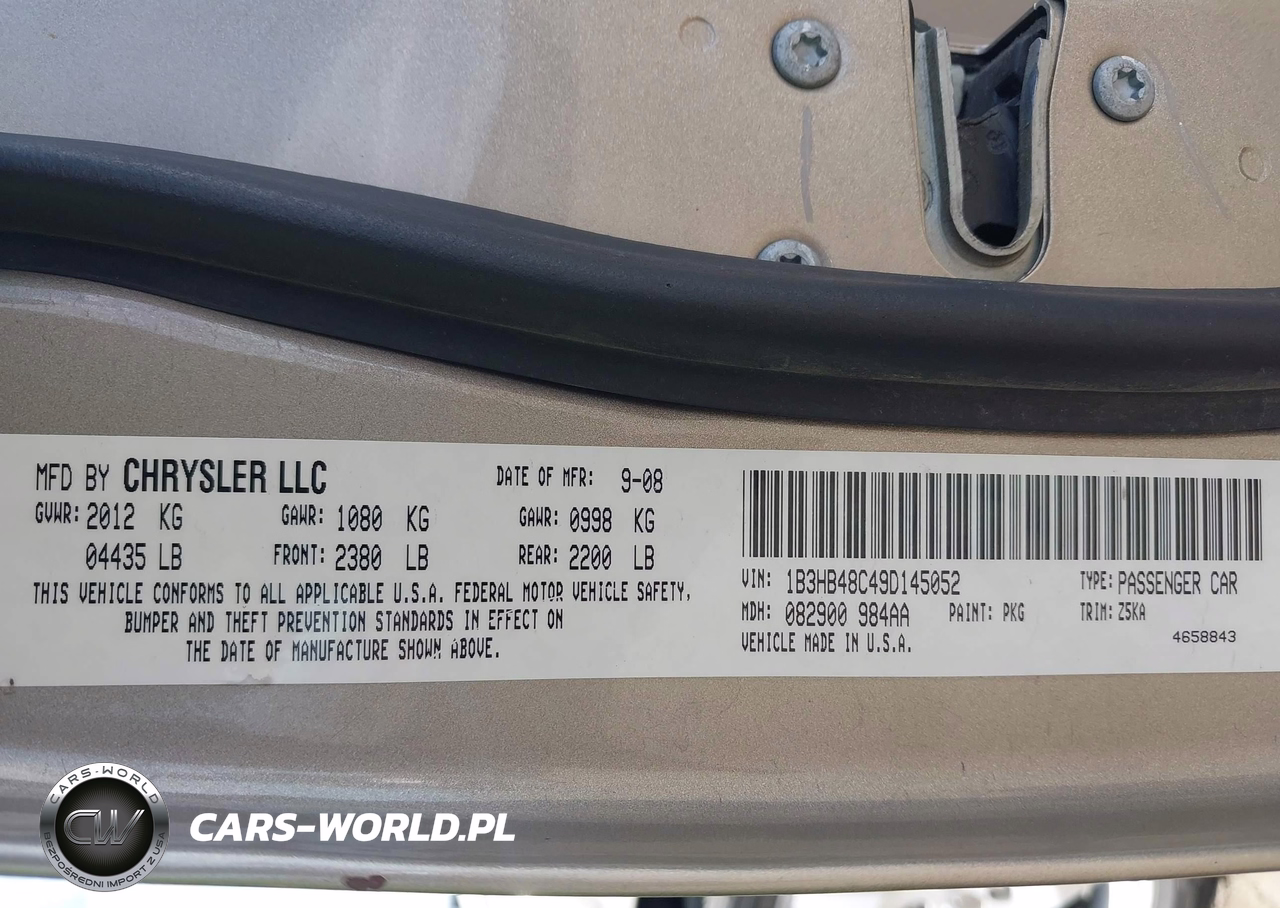 MFD BY CHRYSLER LLC DATE OF MFR: 9-08
GVWR: 2012 KG GAWR: 1080 KG GAWR: 0998 KG
04435 LB FRONT: 2380 LB REAR: 2200 LB
THIS VEHICLE CONFORMS TO ALL APPLICABLE U.S.A. FEDERAL MOTOR VEHICLE SAFETY,
BUMPER AND THEFT PREVENTION STANDARDS IN EFFECT ON
THE DATE OF MANUFACTURE SHOWN ABOVE.
VIN: 1B3HB48C49D145052 TYPE: PASSENGER CAR
MDH: 082900 984AA PAINT: PKG TRIM: Z5KA
VEHICLE MADE IN U.S.A. 4658843
CARS-WORLD
CW
BEZPOŚREDNI IMPORT Z USA
CARS-WORLD.PL